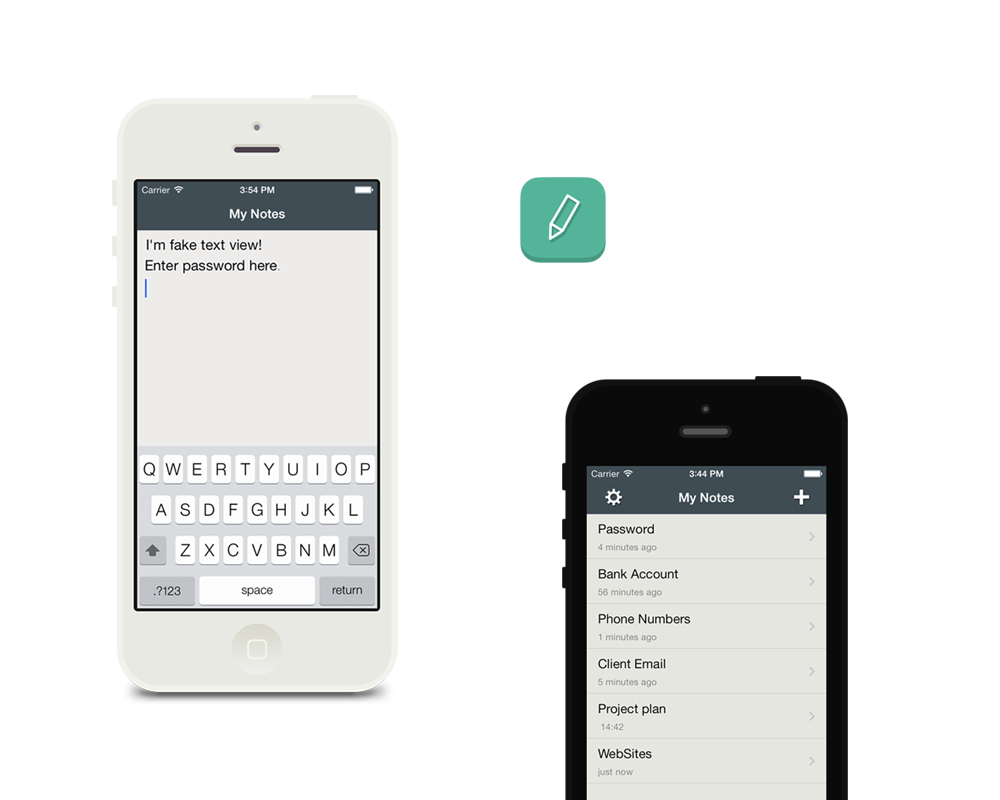 Carrier 3:54 PM
My Notes
I'm fake text view!
Enter password here.
Q W E R T Y U I O P
A S D F G H J K L
Z X C V B N M
.?123 space return
Carrier 3:44 PM
My Notes
Password
4 minutes ago
Bank Account
56 minutes ago
Phone Numbers
1 minutes ago
Client Email
5 minutes ago
Project plan
14:42
WebSites
just now